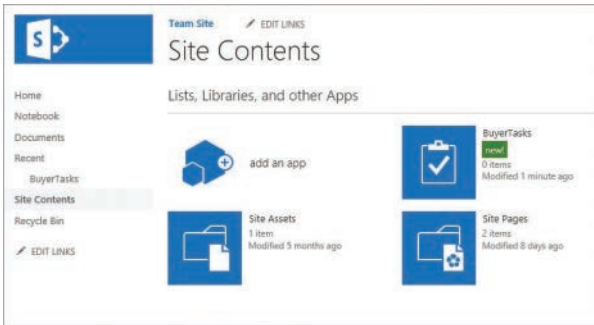 S
Team Site EDIT LINKS
Site Contents
Home
Notebook
Documents
Recent
BuyerTasks
Site Contents
Recycle Bin
EDIT LINKS
Lists, Libraries, and other Apps
add an app
BuyerTasks
new!
0 items
Modified 1 minute ago
Site Assets
1 item
Modified 5 months ago
Site Pages
2 items
Modified 8 days ago